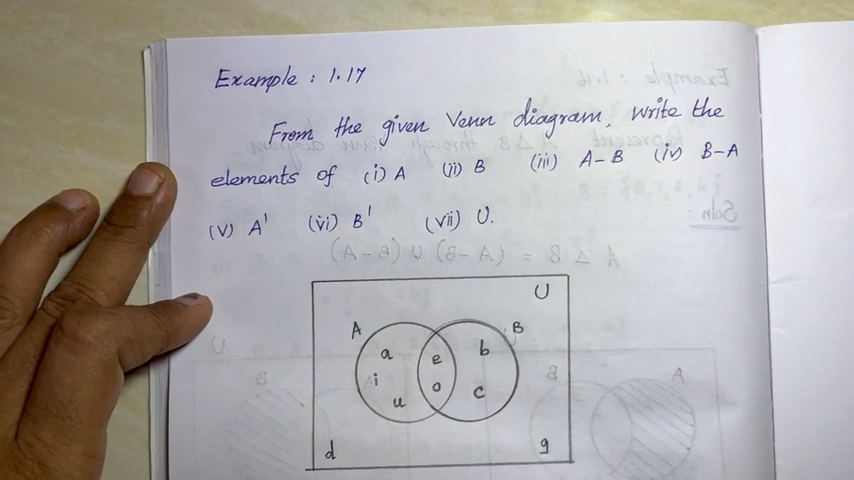 Example : 1.17
From the given Venn diagram, write the
elements of (i) A (ii) B (iii) A-B (iv) B-A
(v) A' (vi) B' (vii) U.
U
A B
a e b
i o c
u
d g